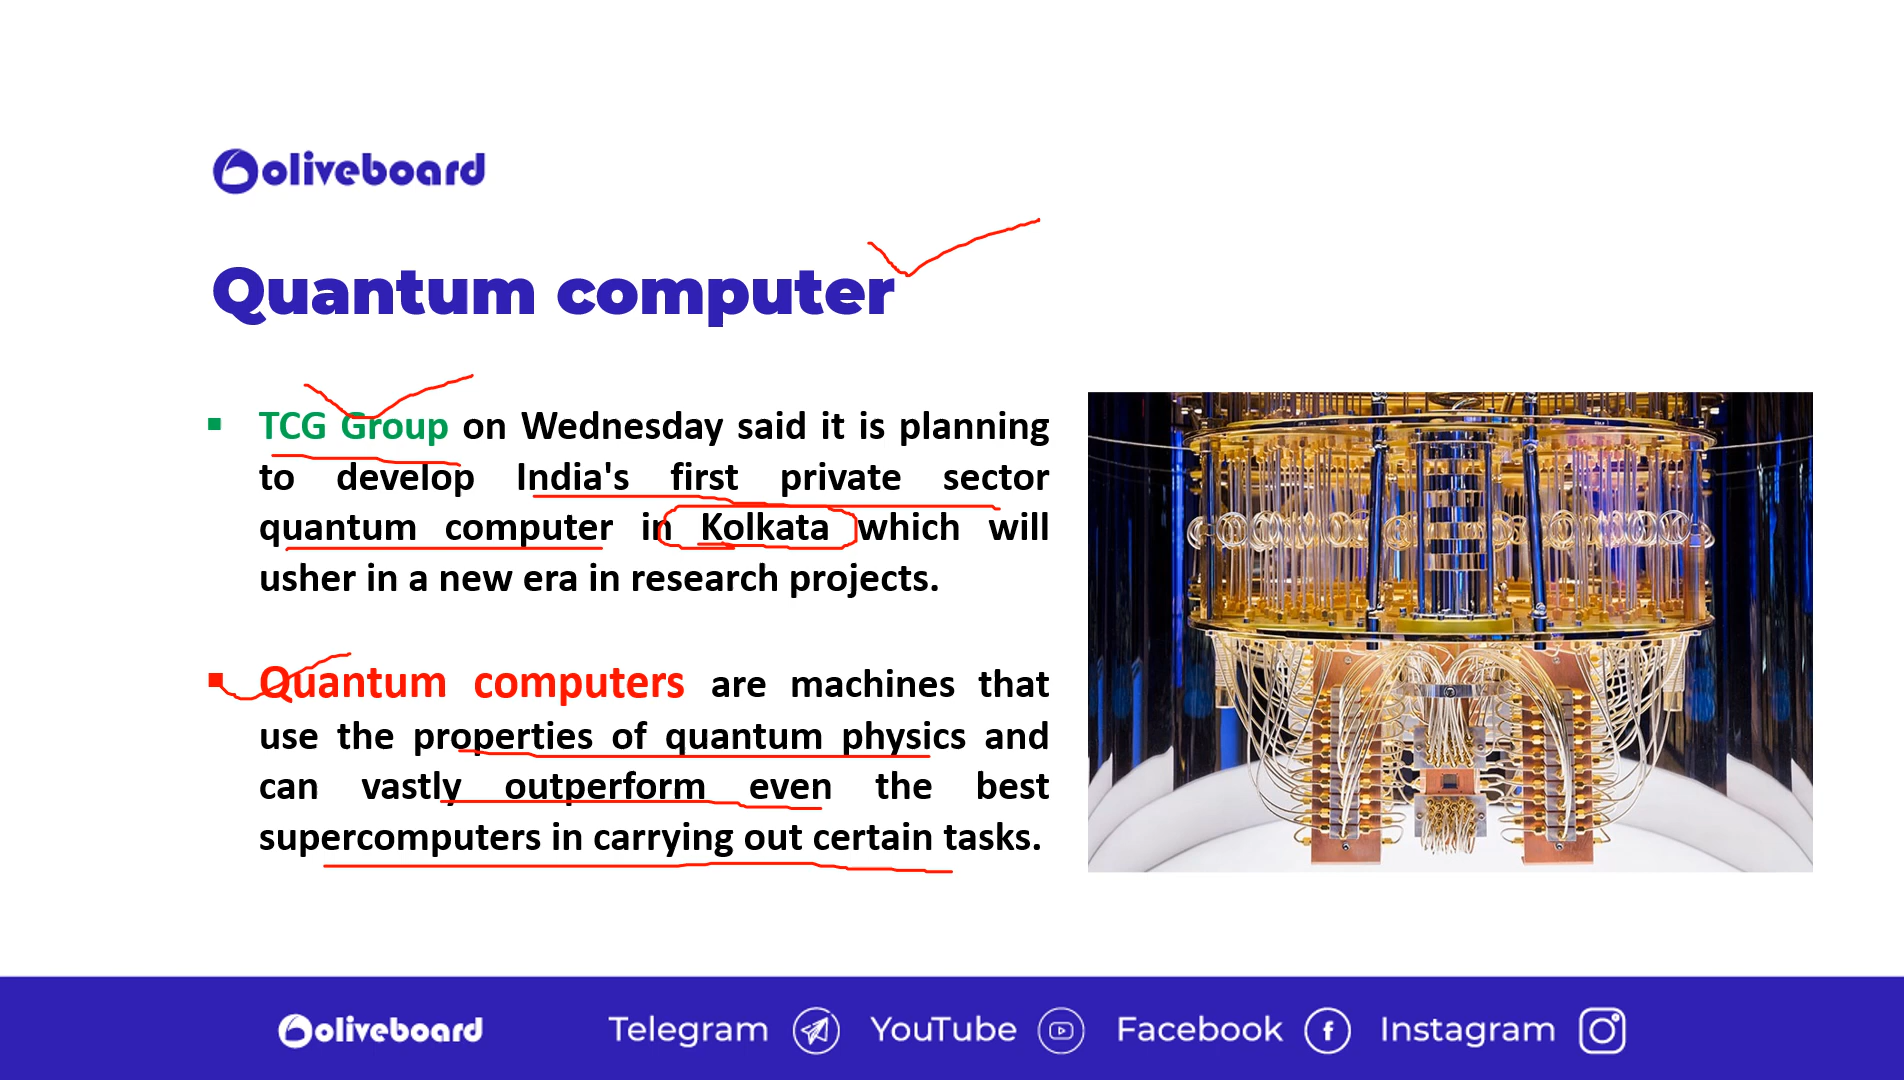 oliveboard
Quantum computer
▪ TCG Group on Wednesday said it is planning
to develop India's first private sector
quantum computer in Kolkata which will
usher in a new era in research projects.
▪ Quantum computers are machines that
use the properties of quantum physics and
can vastly outperform even the best
supercomputers in carrying out certain tasks.
oliveboard Telegram YouTube Facebook Instagram